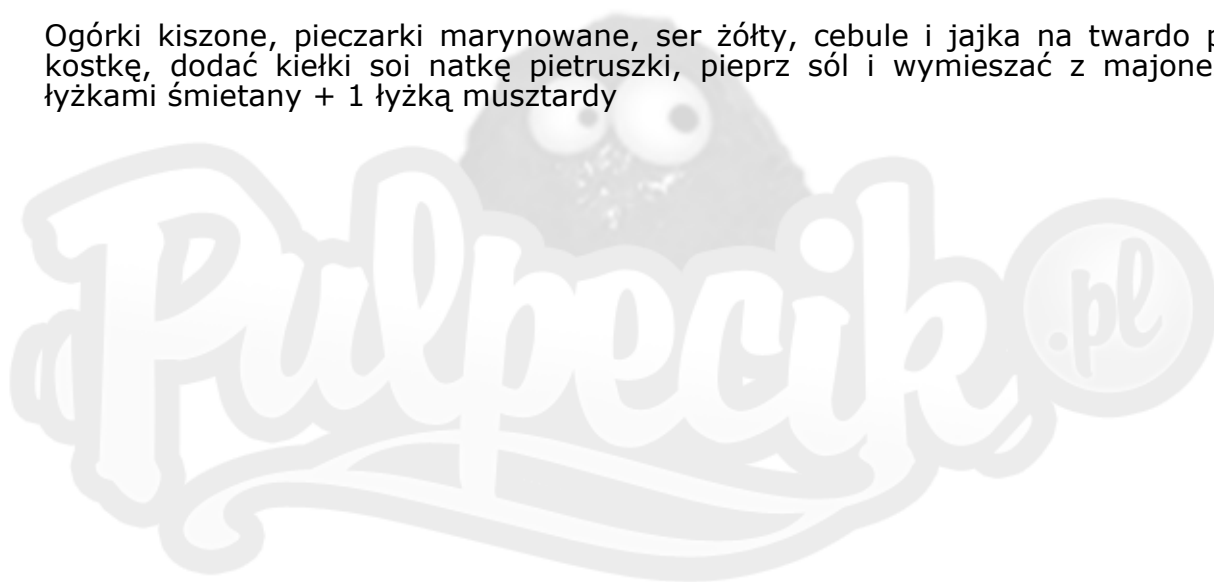 Ogórki kiszone, pieczarki marynowane, ser żółty, cebule i jajka na twardo
kostkę, dodać kiełki soi natkę pietruszki, pieprz sól i wymieszać z majone
łyżkami śmietany + 1 łyżką musztardy
Pulpecik .pl